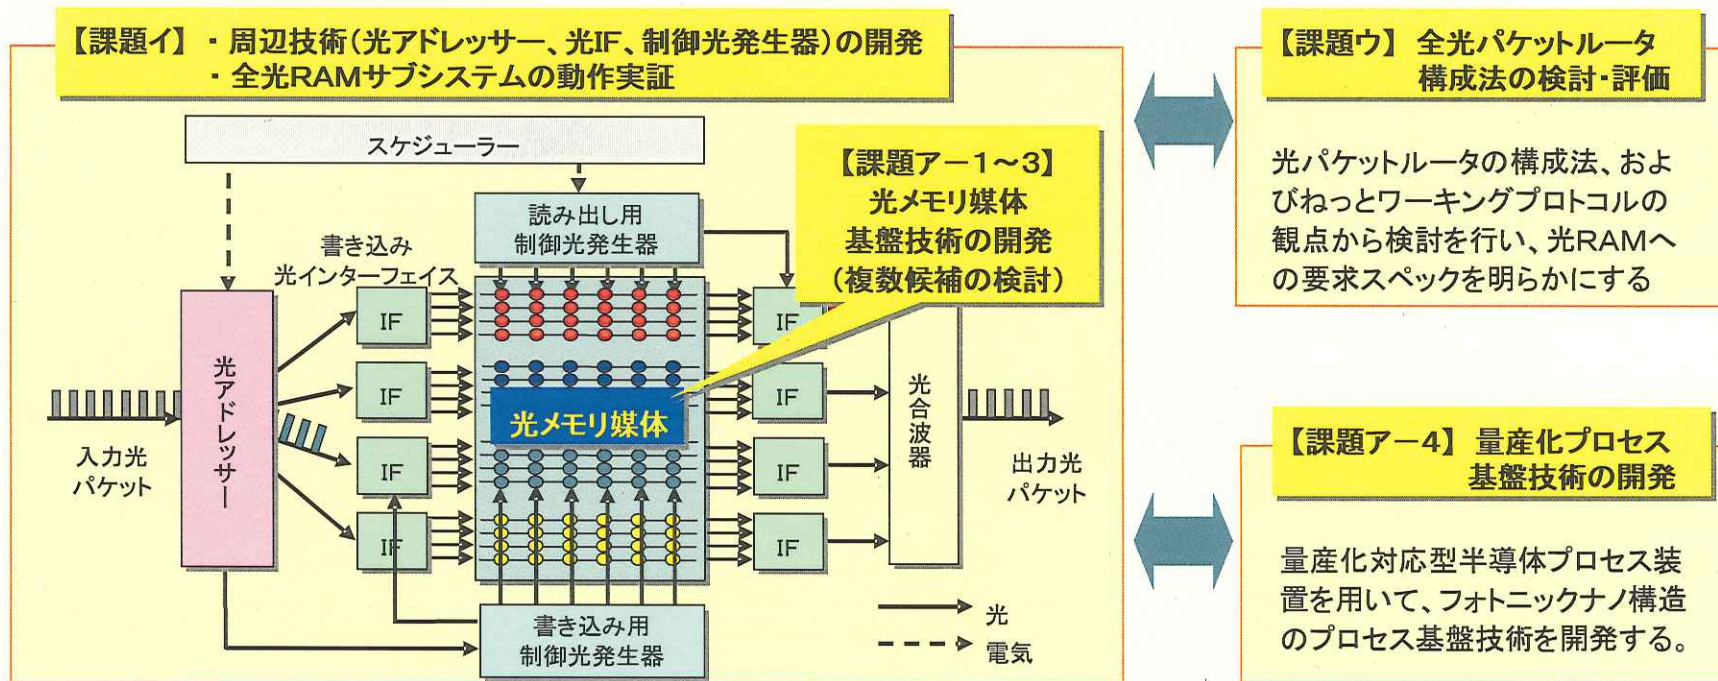 【課題イ】 ・周辺技術(光アドレッサー、光IF、制御光発生器)の開発
・全光RAMサブシステムの動作実証
スケジューラー
読み出し用
制御光発生器
書き込み
光インターフェイス
【課題アー1～3】
光メモリ媒体
基盤技術の開発
(複数候補の検討)
IF
IF
IF
IF
光アドレッサー
光メモリ媒体
IF
IF
IF
IF
光合波器
入力光
パケット
出力光
パケット
書き込み用
制御光発生器
光
電気
【課題ウ】 全光パケットルータ
構成法の検討・評価
光パケットルータの構成法、およ
びねっとワーキングプロトコルの
観点から検討を行い、光RAMへ
の要求スペックを明らかにする
【課題アー4】 量産化プロセス
基盤技術の開発
量産化対応型半導体プロセス装
置を用いて、フォトニックナノ構造
のプロセス基盤技術を開発する。